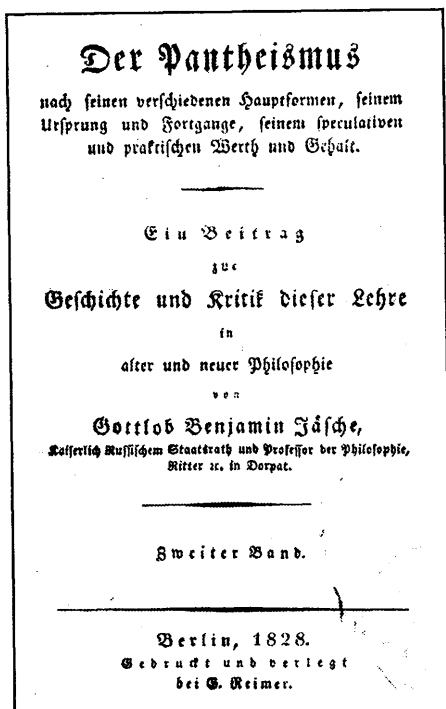 Der Pantheismus
nach seinen verschiedenen Hauptformen, seinem
Ursprung und Fortgange, seinem speculativen
und praktischen Werth und Gehalt.
Ein Beitrag
zur
Geschichte und Kritik dieser Lehre
in
alter und neuer Philosophie
von
Gottlob Benjamin Jäsche,
Kaiserlich Russischem Staatsrath und Professor der Philosophie,
Ritter ꝛc. in Dorpat.
Zweiter Band.
Berlin, 1828.
Gedruckt und verlegt
bei G. Reimer.